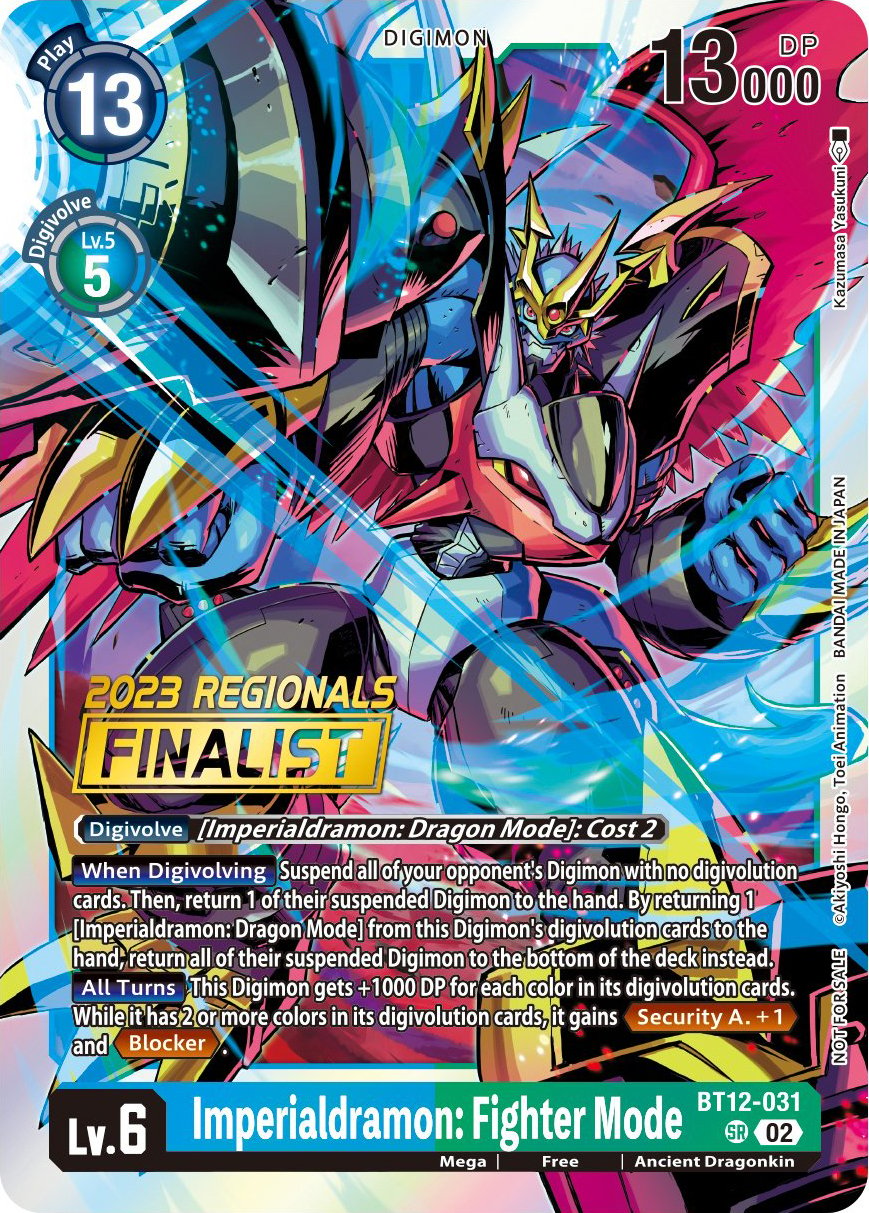 DIGIMON
Play
13
13000
DP
Digivolve
Lv.5
5
Kazumasa Yasukuni
BANDAI MADE IN JAPAN
©Akiyoshi Hongo, Toei Animation
NOT FOR SALE
2023 REGIONALS
FINALIST
Digivolve [Imperialdramon: Dragon Mode]: Cost 2
When Digivolving Suspend all of your opponent's Digimon with no digivolution
cards. Then, return 1 of their suspended Digimon to the hand. By returning 1
[Imperialdramon: Dragon Mode] from this Digimon's digivolution cards to the
hand, return all of their suspended Digimon to the bottom of the deck instead.
All Turns This Digimon gets +1000 DP for each color in its digivolution cards.
While it has 2 or more colors in its digivolution cards, it gains Security A. +1
and Blocker .
Lv.6
Imperialdramon: Fighter Mode
BT12-031
SR 02
Mega | Free | Ancient Dragonkin